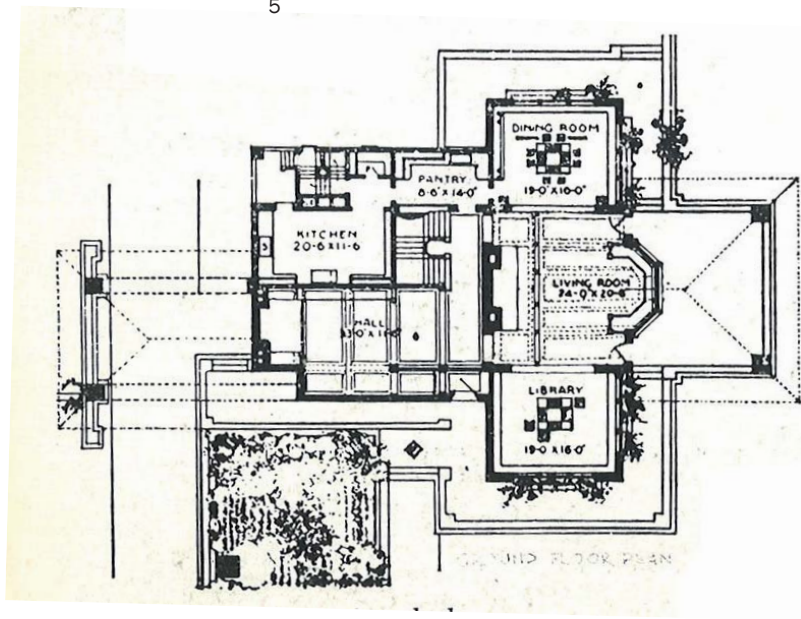 5
DINING ROOM
19-0 X 16-0
PANTRY
8-6 X 14-0
KITCHEN
20-6 X 11-6
S
LIVING ROOM
HALL
LIBRARY
19-0 X 16-0
GROUND FLOOR PLAN